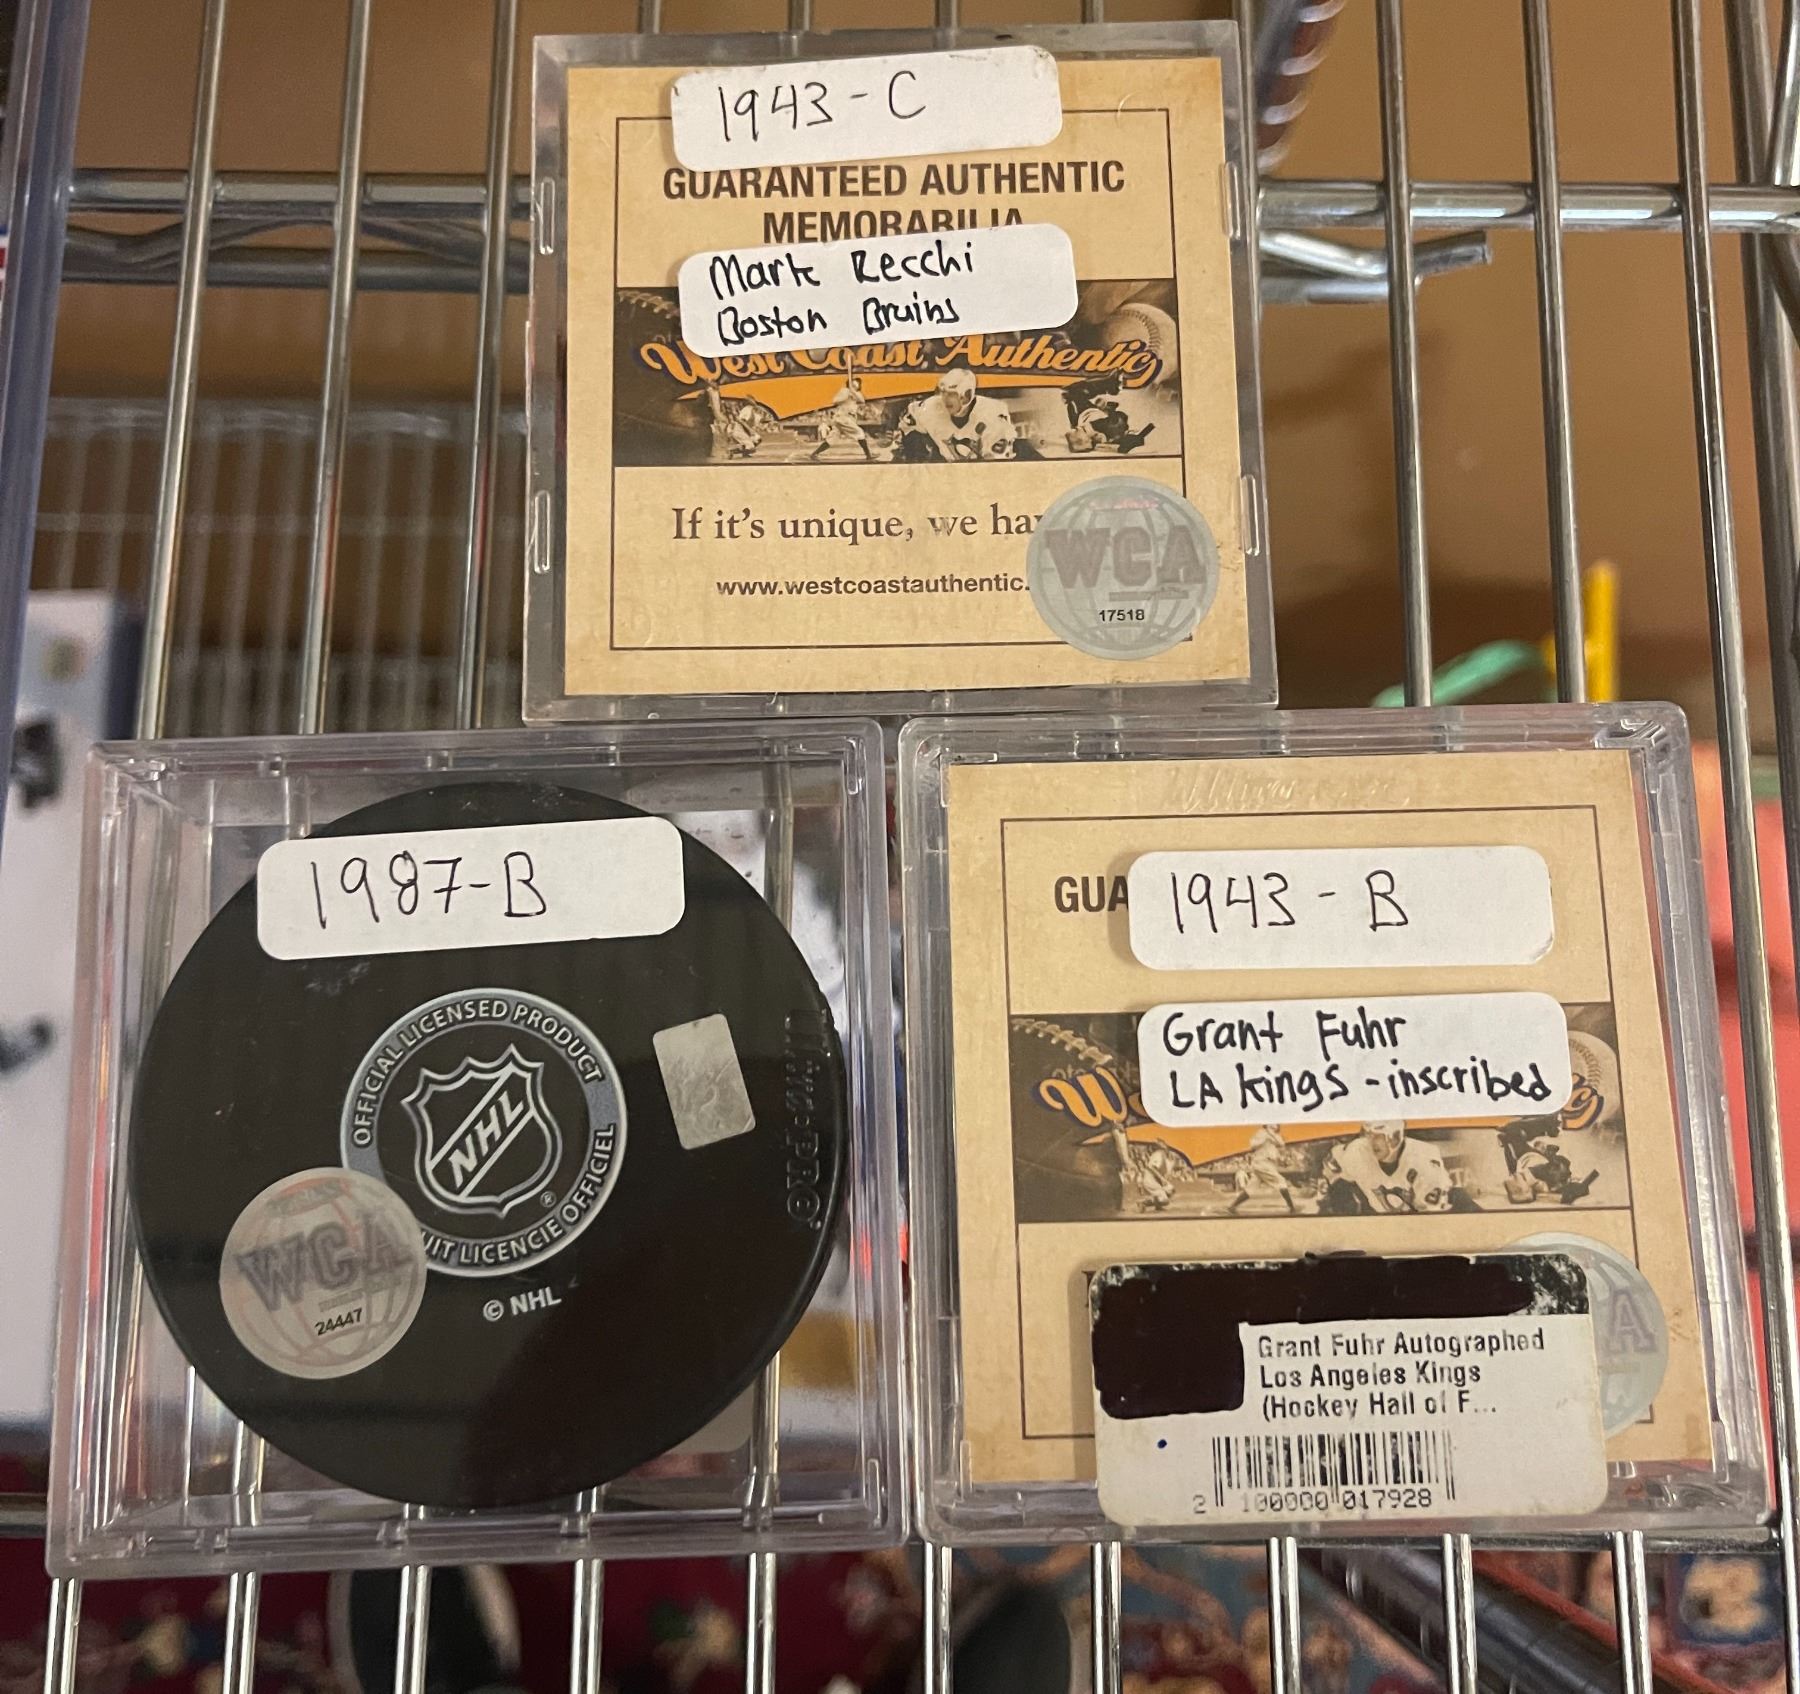 1943 - C
GUARANTEED AUTHENTIC
MEMORABILIA
Mark Recchi
Boston Bruins
West Coast Authentic
If it's unique, we ha
www.westcoastauthentic.
WCA
17518
1987-B
OFFICIAL LICENSED PRODUCT
NHL
®
UIT LICENCIE OFFICIEL
© NHL
WCA
24447
GUA
1943 - B
Grant Fuhr
LA Kings - inscribed
W
A
Grant Fuhr Autographed
Los Angeles Kings
(Hockey Hall of F...
2 100000 017928